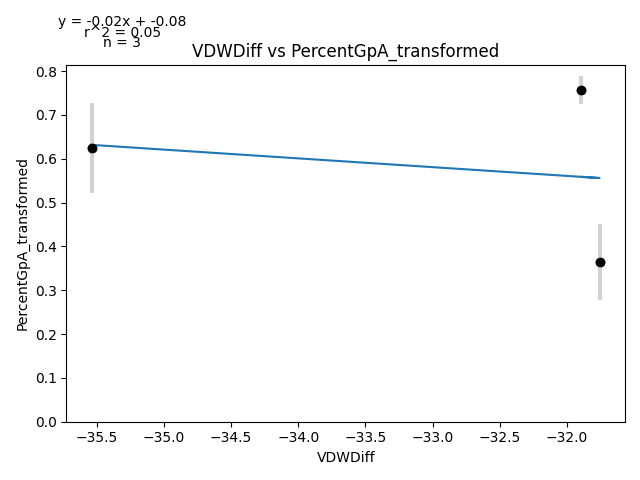 y = -0.02x + -0.08
r^2 = 0.05
n = 3
VDWDiff vs PercentGpA_transformed
PercentGpA_transformed
0.8
0.7
0.6
0.5
0.4
0.3
0.2
0.1
0.0
−35.5 −35.0 −34.5 −34.0 −33.5 −33.0 −32.5 −32.0
VDWDiff